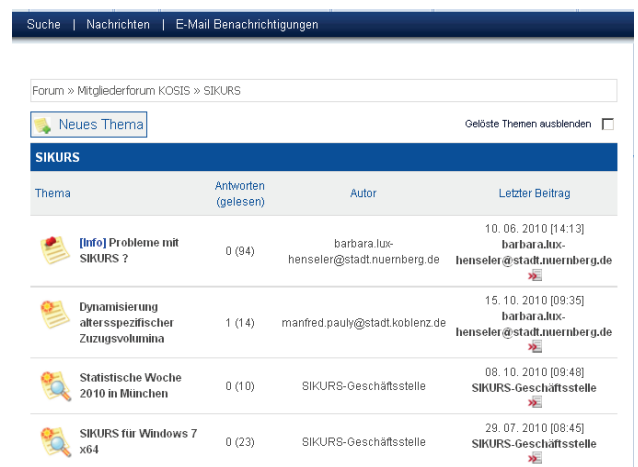 Suche | Nachrichten | E-Mail Benachrichtigungen
Forum » Mitgliederforum KOSIS » SIKURS
Neues Thema
Gelöste Themen ausblenden
SIKURS
Thema
Antworten
(gelesen)
Autor
Letzter Beitrag
[Info] Probleme mit
SIKURS ?
0 (94)
barbara.lux-
henseler@stadt.nuernberg.de
10. 06. 2010 [14:13]
barbara.lux-
henseler@stadt.nuernberg.de
Dynamisierung
altersspezifischer
Zuzugsvolumina
1 (14)
manfred.pauly@stadt.koblenz.de
15. 10. 2010 [09:35]
barbara.lux-
henseler@stadt.nuernberg.de
Statistische Woche
2010 in München
0 (10)
SIKURS-Geschäftsstelle
08. 10. 2010 [09:48]
SIKURS-Geschäftsstelle
SIKURS für Windows 7
x64
0 (23)
SIKURS-Geschäftsstelle
29. 07. 2010 [08:45]
SIKURS-Geschäftsstelle